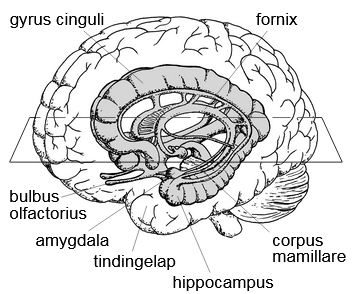 gyrus cinguli
fornix
bulbus
olfactorius
amygdala
tindingelap
hippocampus
corpus
mamillare